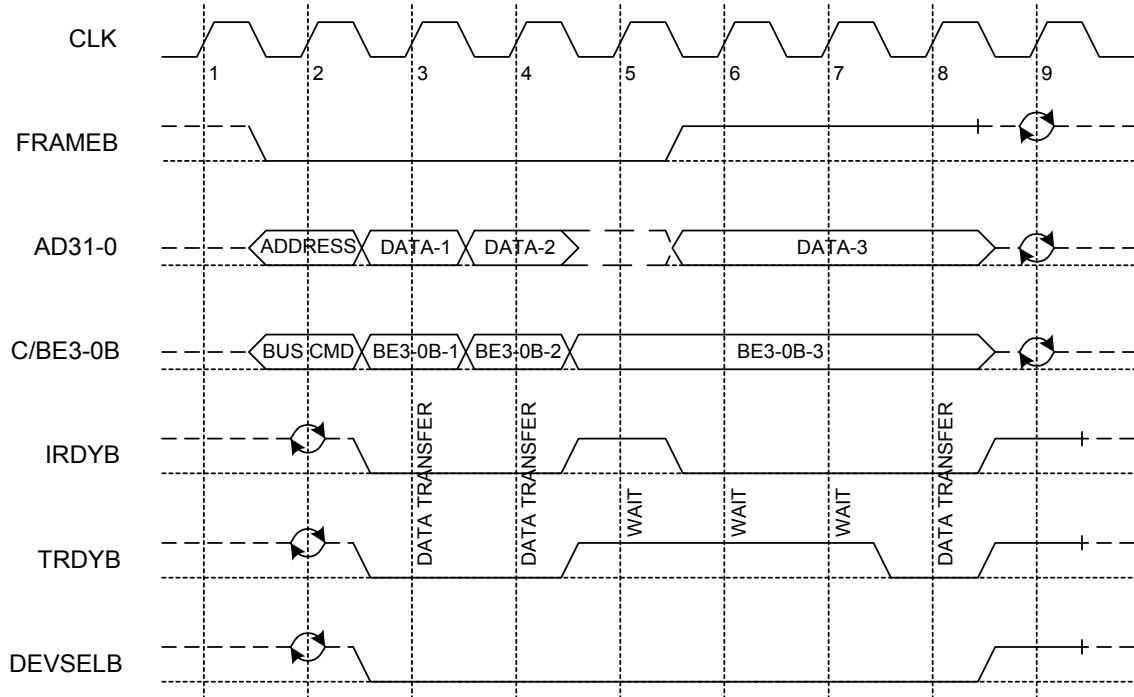 CLK
1 2 3 4 5 6 7 8 9
FRAMEB
AD31-0
ADDRESS DATA-1 DATA-2 DATA-3
C/BE3-0B
BUS CMD BE3-0B-1 BE3-0B-2 BE3-0B-3
IRDYB
DATA TRANSFER
DATA TRANSFER
WAIT
WAIT
WAIT
DATA TRANSFER
TRDYB
DEVSELB